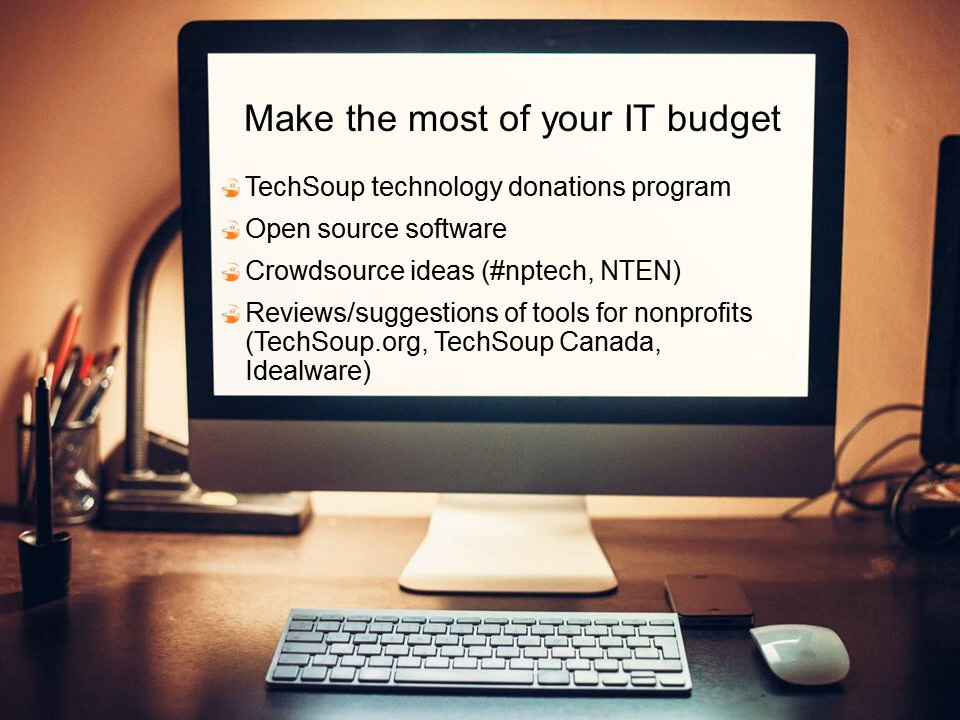 Make the most of your IT budget
TechSoup technology donations program
Open source software
Crowdsource ideas (#nptech, NTEN)
Reviews/suggestions of tools for nonprofits
(TechSoup.org, TechSoup Canada,
Idealware)